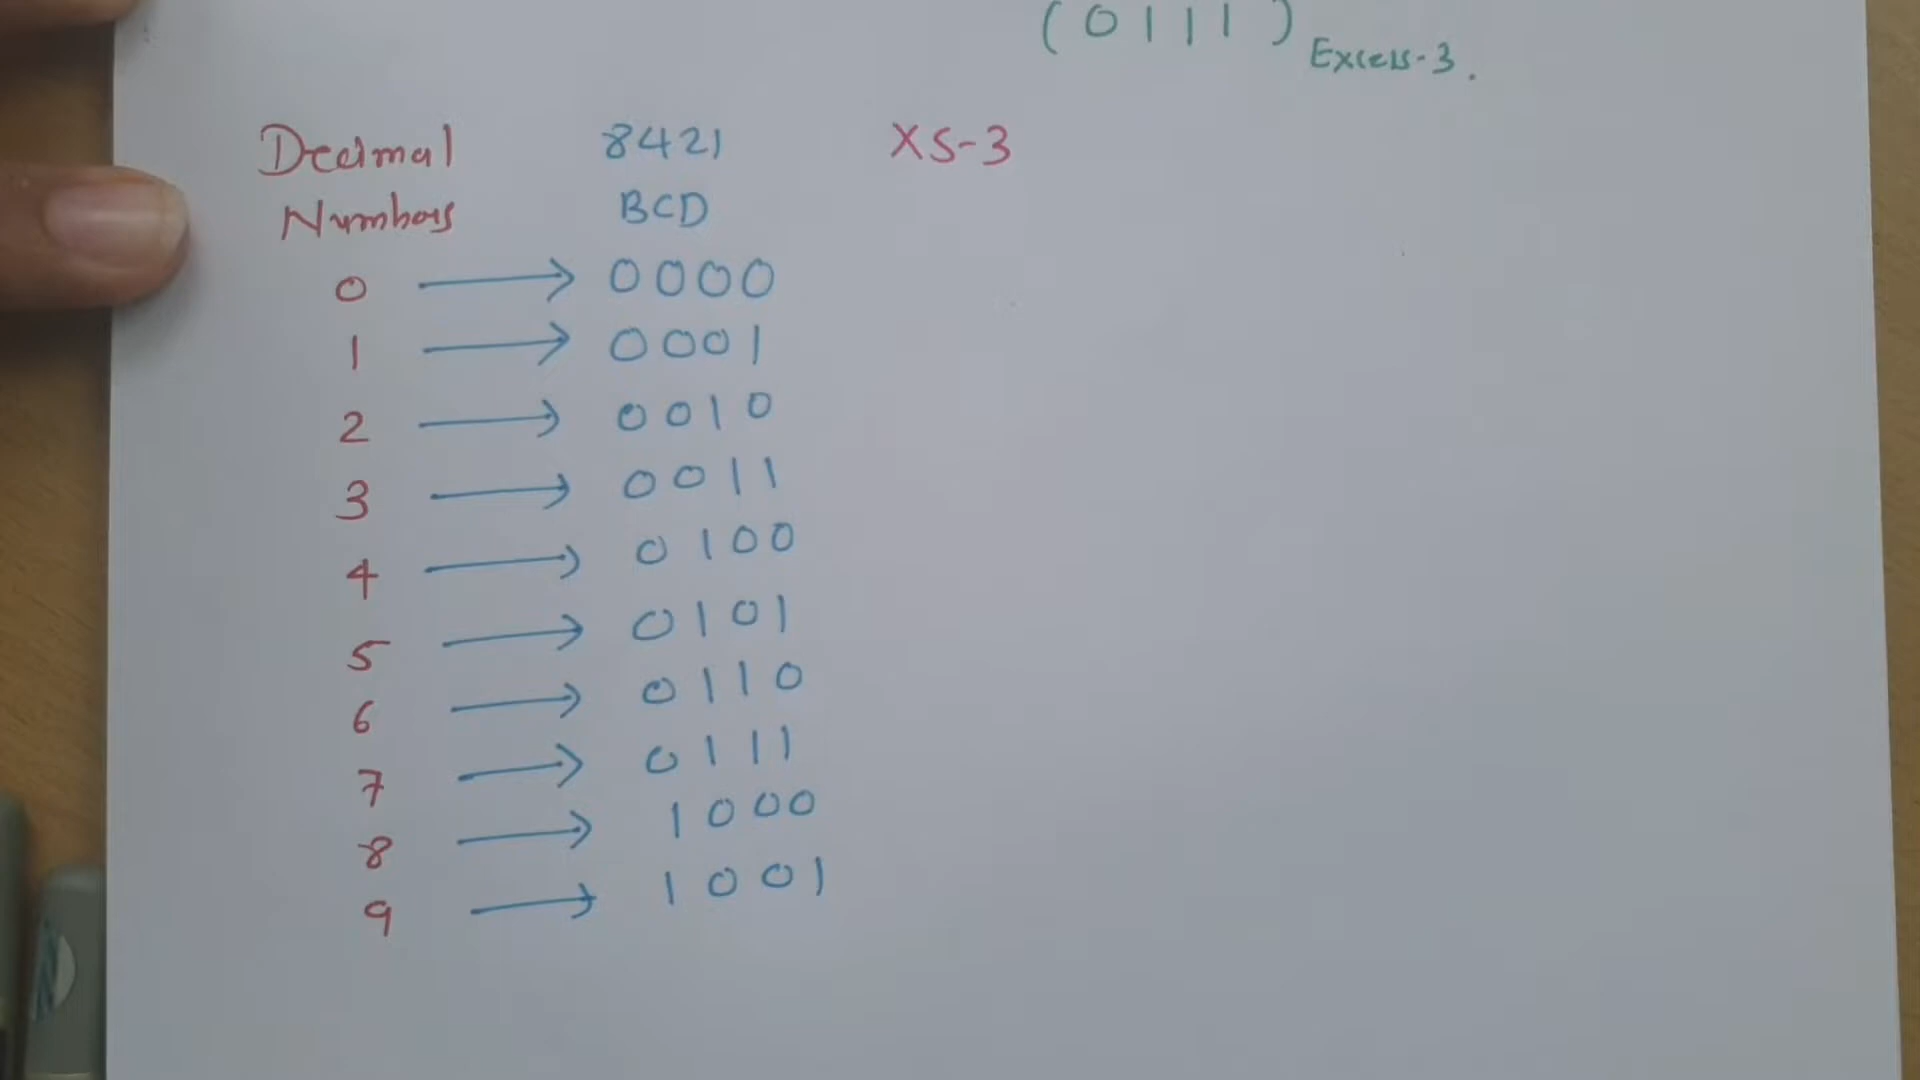 (0111) Excess-3.
Decimal 8421 XS-3
Numbers BCD
0 → 0000
1 → 0001
2 → 0010
3 → 0011
4 → 0100
5 → 0101
6 → 0110
7 → 0111
8 → 1000
9 → 1001